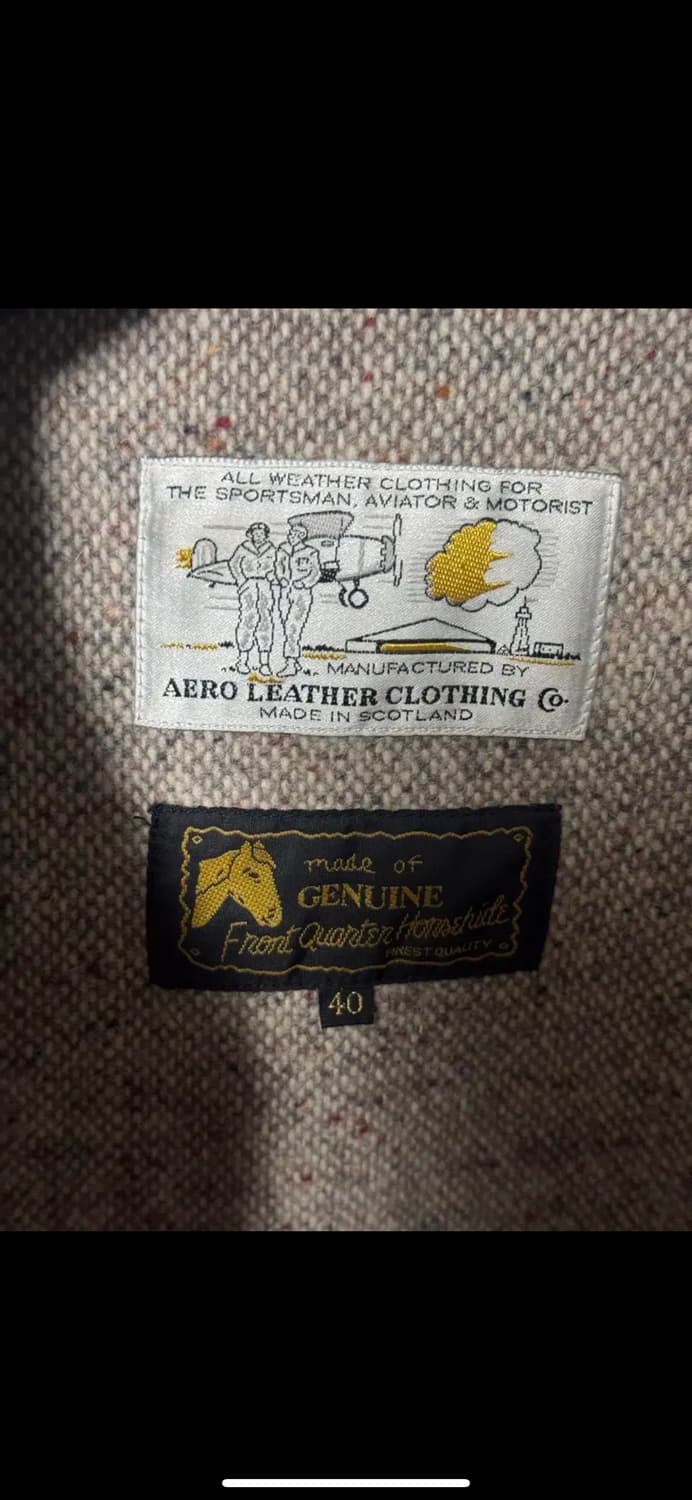 ALL WEATHER CLOTHING FOR
THE SPORTSMAN, AVIATOR & MOTORIST
MANUFACTURED BY
AERO LEATHER CLOTHING Co.
MADE IN SCOTLAND
made of
GENUINE
Front Quarter Horsehide
FINEST QUALITY
40